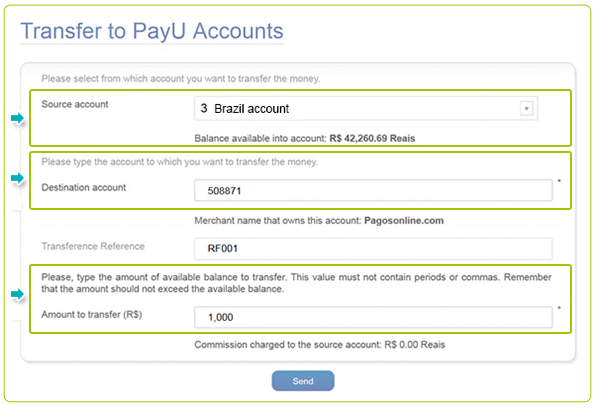 Transfer to PayU Accounts
Please select from which account you want to transfer the money.
Source account
3 Brazil account
Balance available into account: R$ 42,260.69 Reais
Please type the account to which you want to transfer the money.
Destination account
508871
*
Merchant name that owns this account: Pagosonline.com
Transference Reference
RF001
Please, type the amount of available balance to transfer. This value must not contain periods or commas. Remember
that the amount should not exceed the available balance.
Amount to transfer (R$)
1,000
*
Commission charged to the source account: R$ 0.00 Reais
Send